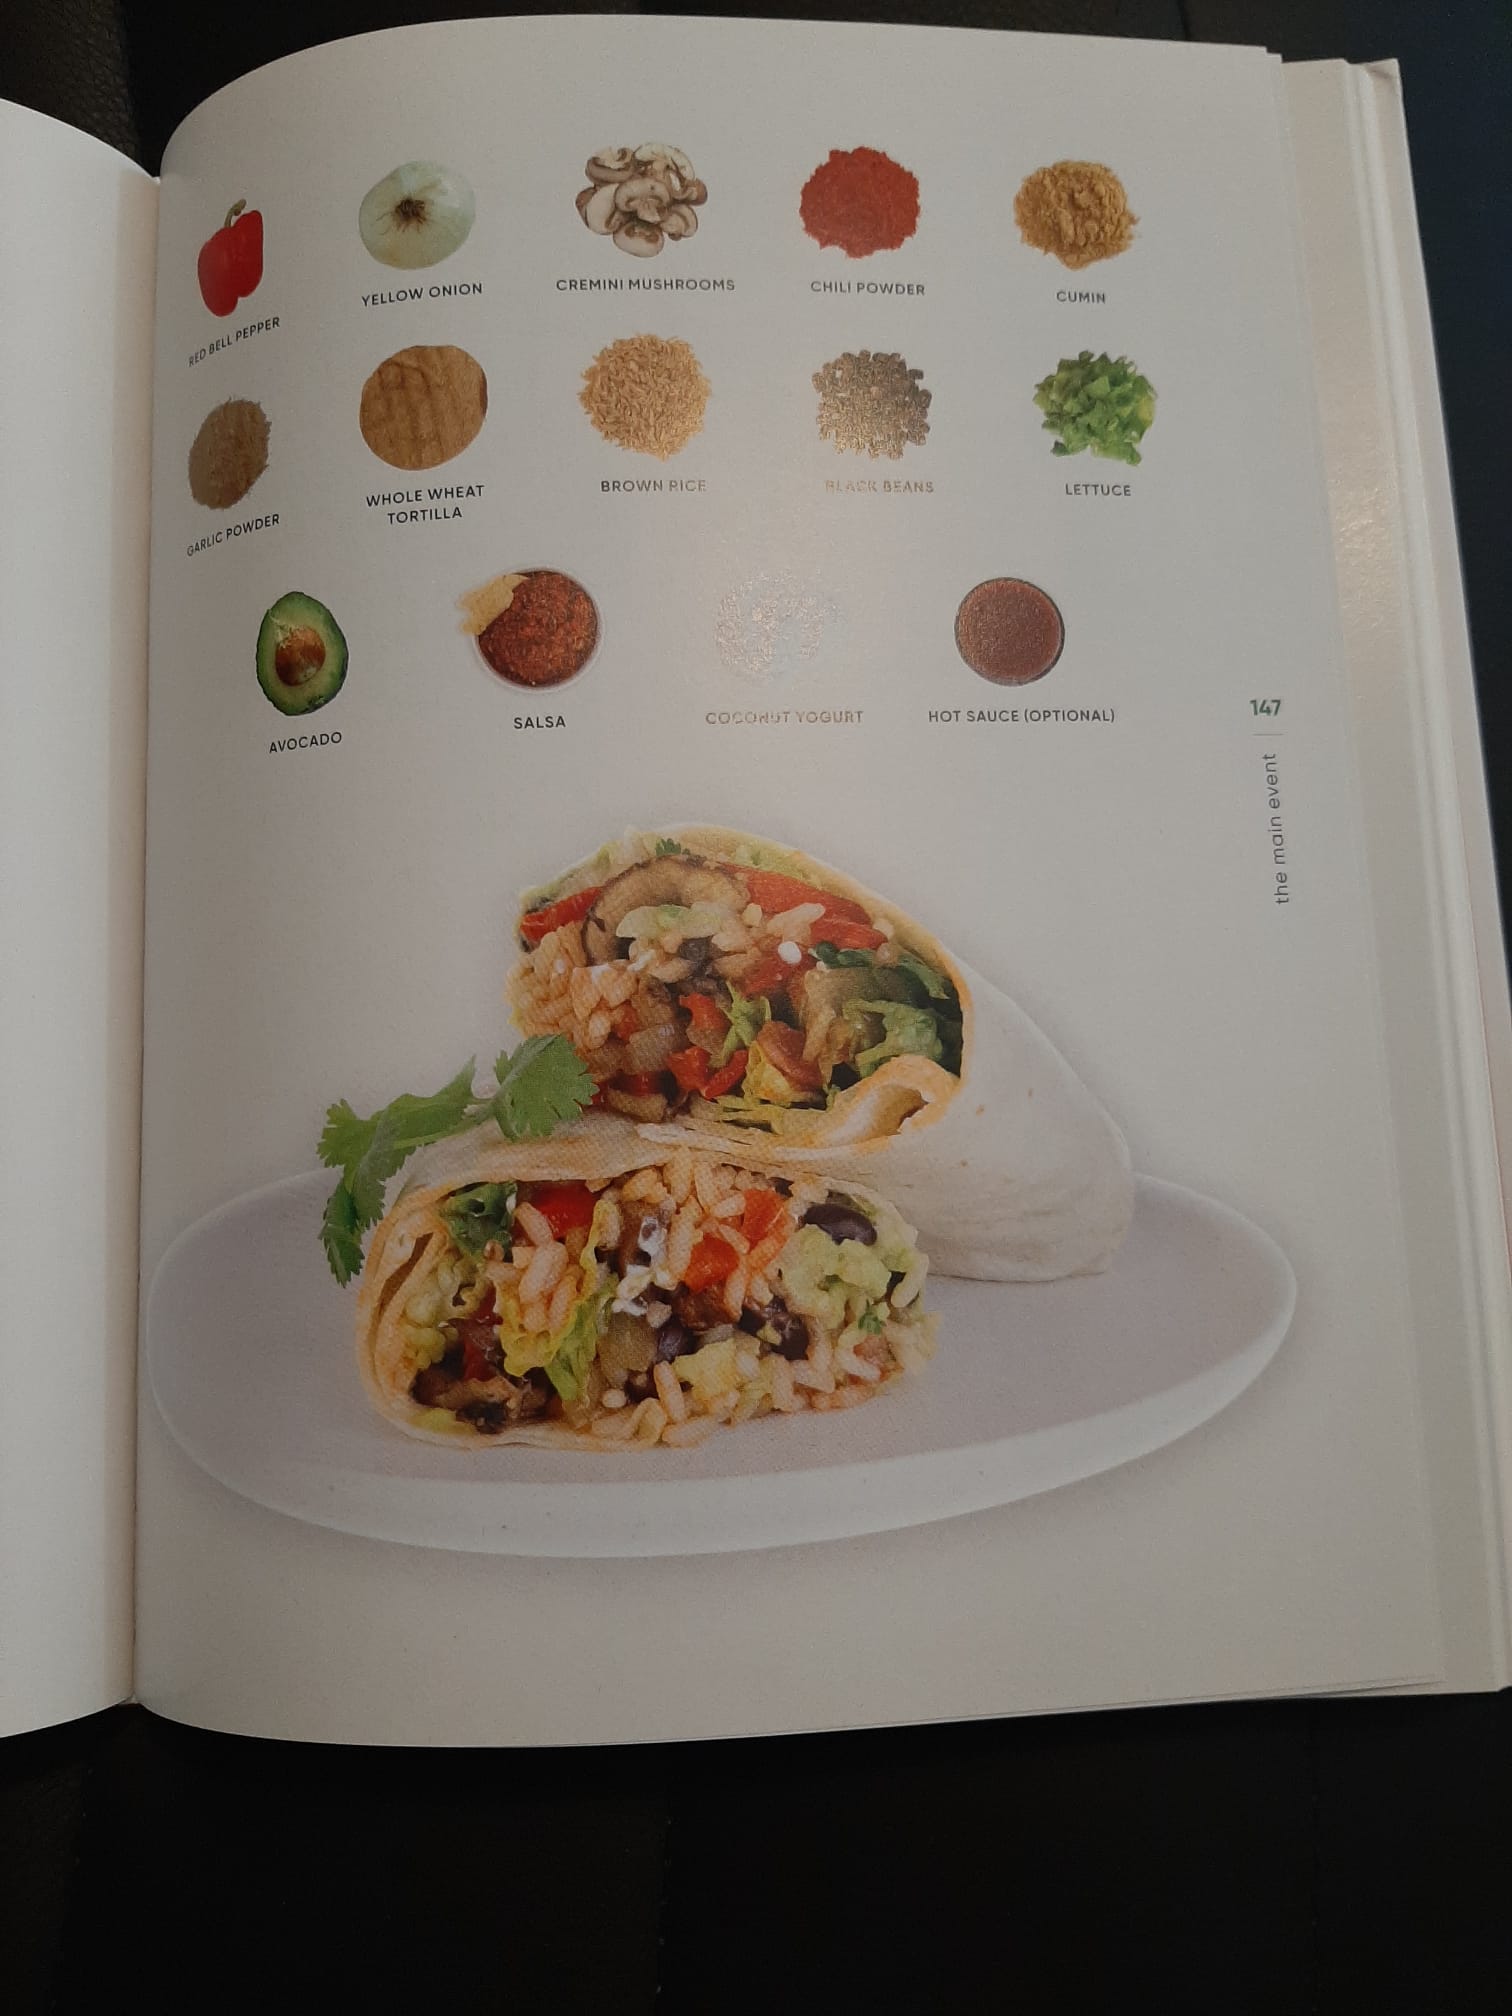 RED BELL PEPPER
YELLOW ONION
CREMINI MUSHROOMS
CHILI POWDER
CUMIN
GARLIC POWDER
WHOLE WHEAT
TORTILLA
BROWN RICE
BLACK BEANS
LETTUCE
AVOCADO
SALSA
COCONUT YOGURT
HOT SAUCE (OPTIONAL)
147
the main event